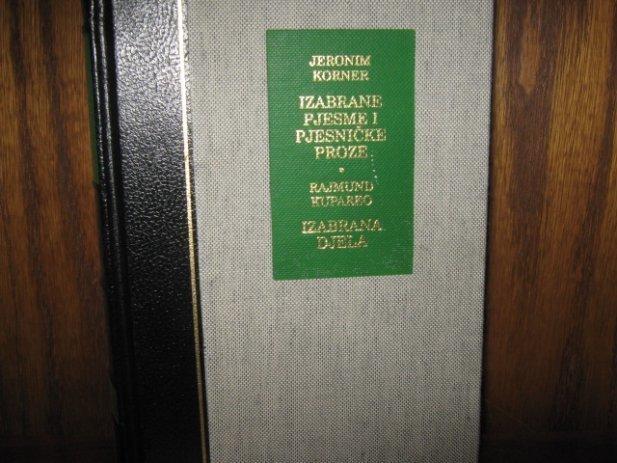 JERONIM
KORNER
IZABRANE
PJESME I
PJESNIČKE
PROZE
•
RAJMUND
KUPAREO
IZABRANA
DJELA